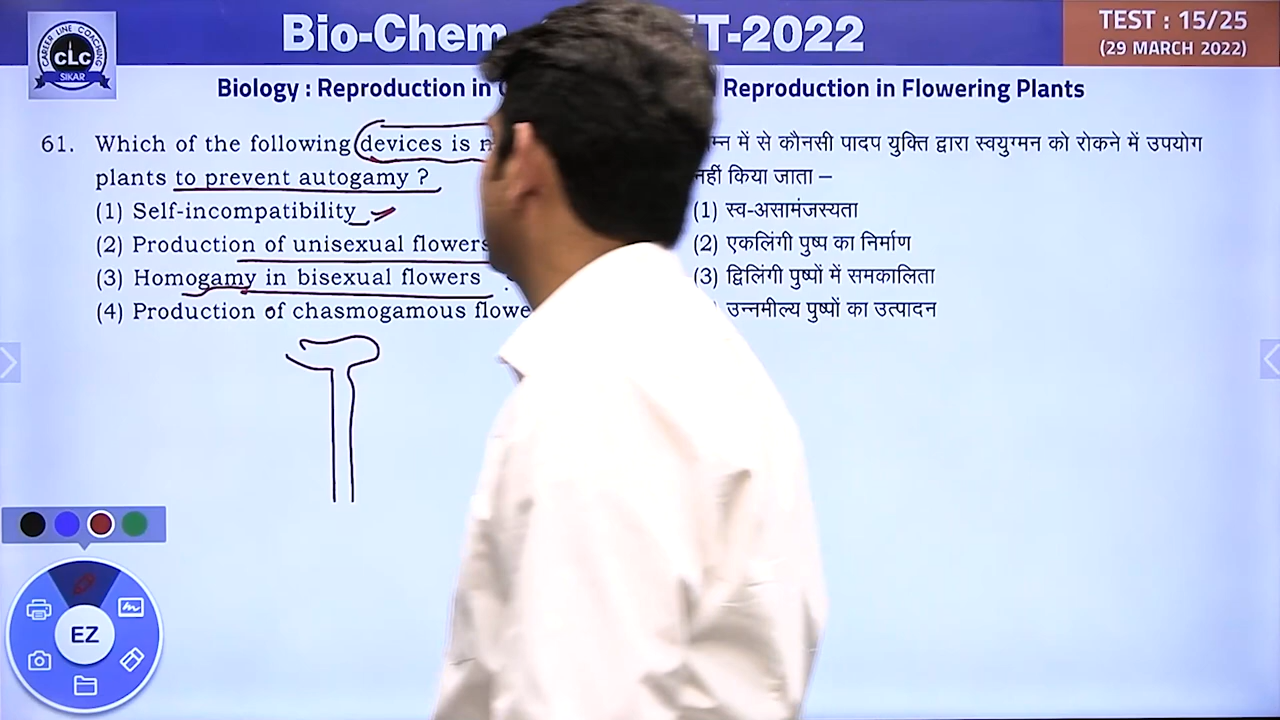 Bio-Chem ET-2022
TEST : 15/25
(29 MARCH 2022)
CAREER LINE COACHING
CLC
SIKAR
Biology : Reproduction in Reproduction in Flowering Plants
61. Which of the following devices is
plants to prevent autogamy ?
(1) Self-incompatibility
(2) Production of unisexual flowers
(3) Homogamy in bisexual flowers
(4) Production of chasmogamous
में से कौनसी पादप युक्ति द्वारा स्वयुग्मन को रोकने में उपयोग
नहीं किया जाता –
(1) स्व-असामंजस्यता
(2) एकलिंगी पुष्प का निर्माण
(3) द्विलिंगी पुष्पों में समकालिता
उन्नमील्य पुष्पों का उत्पादन
EZ